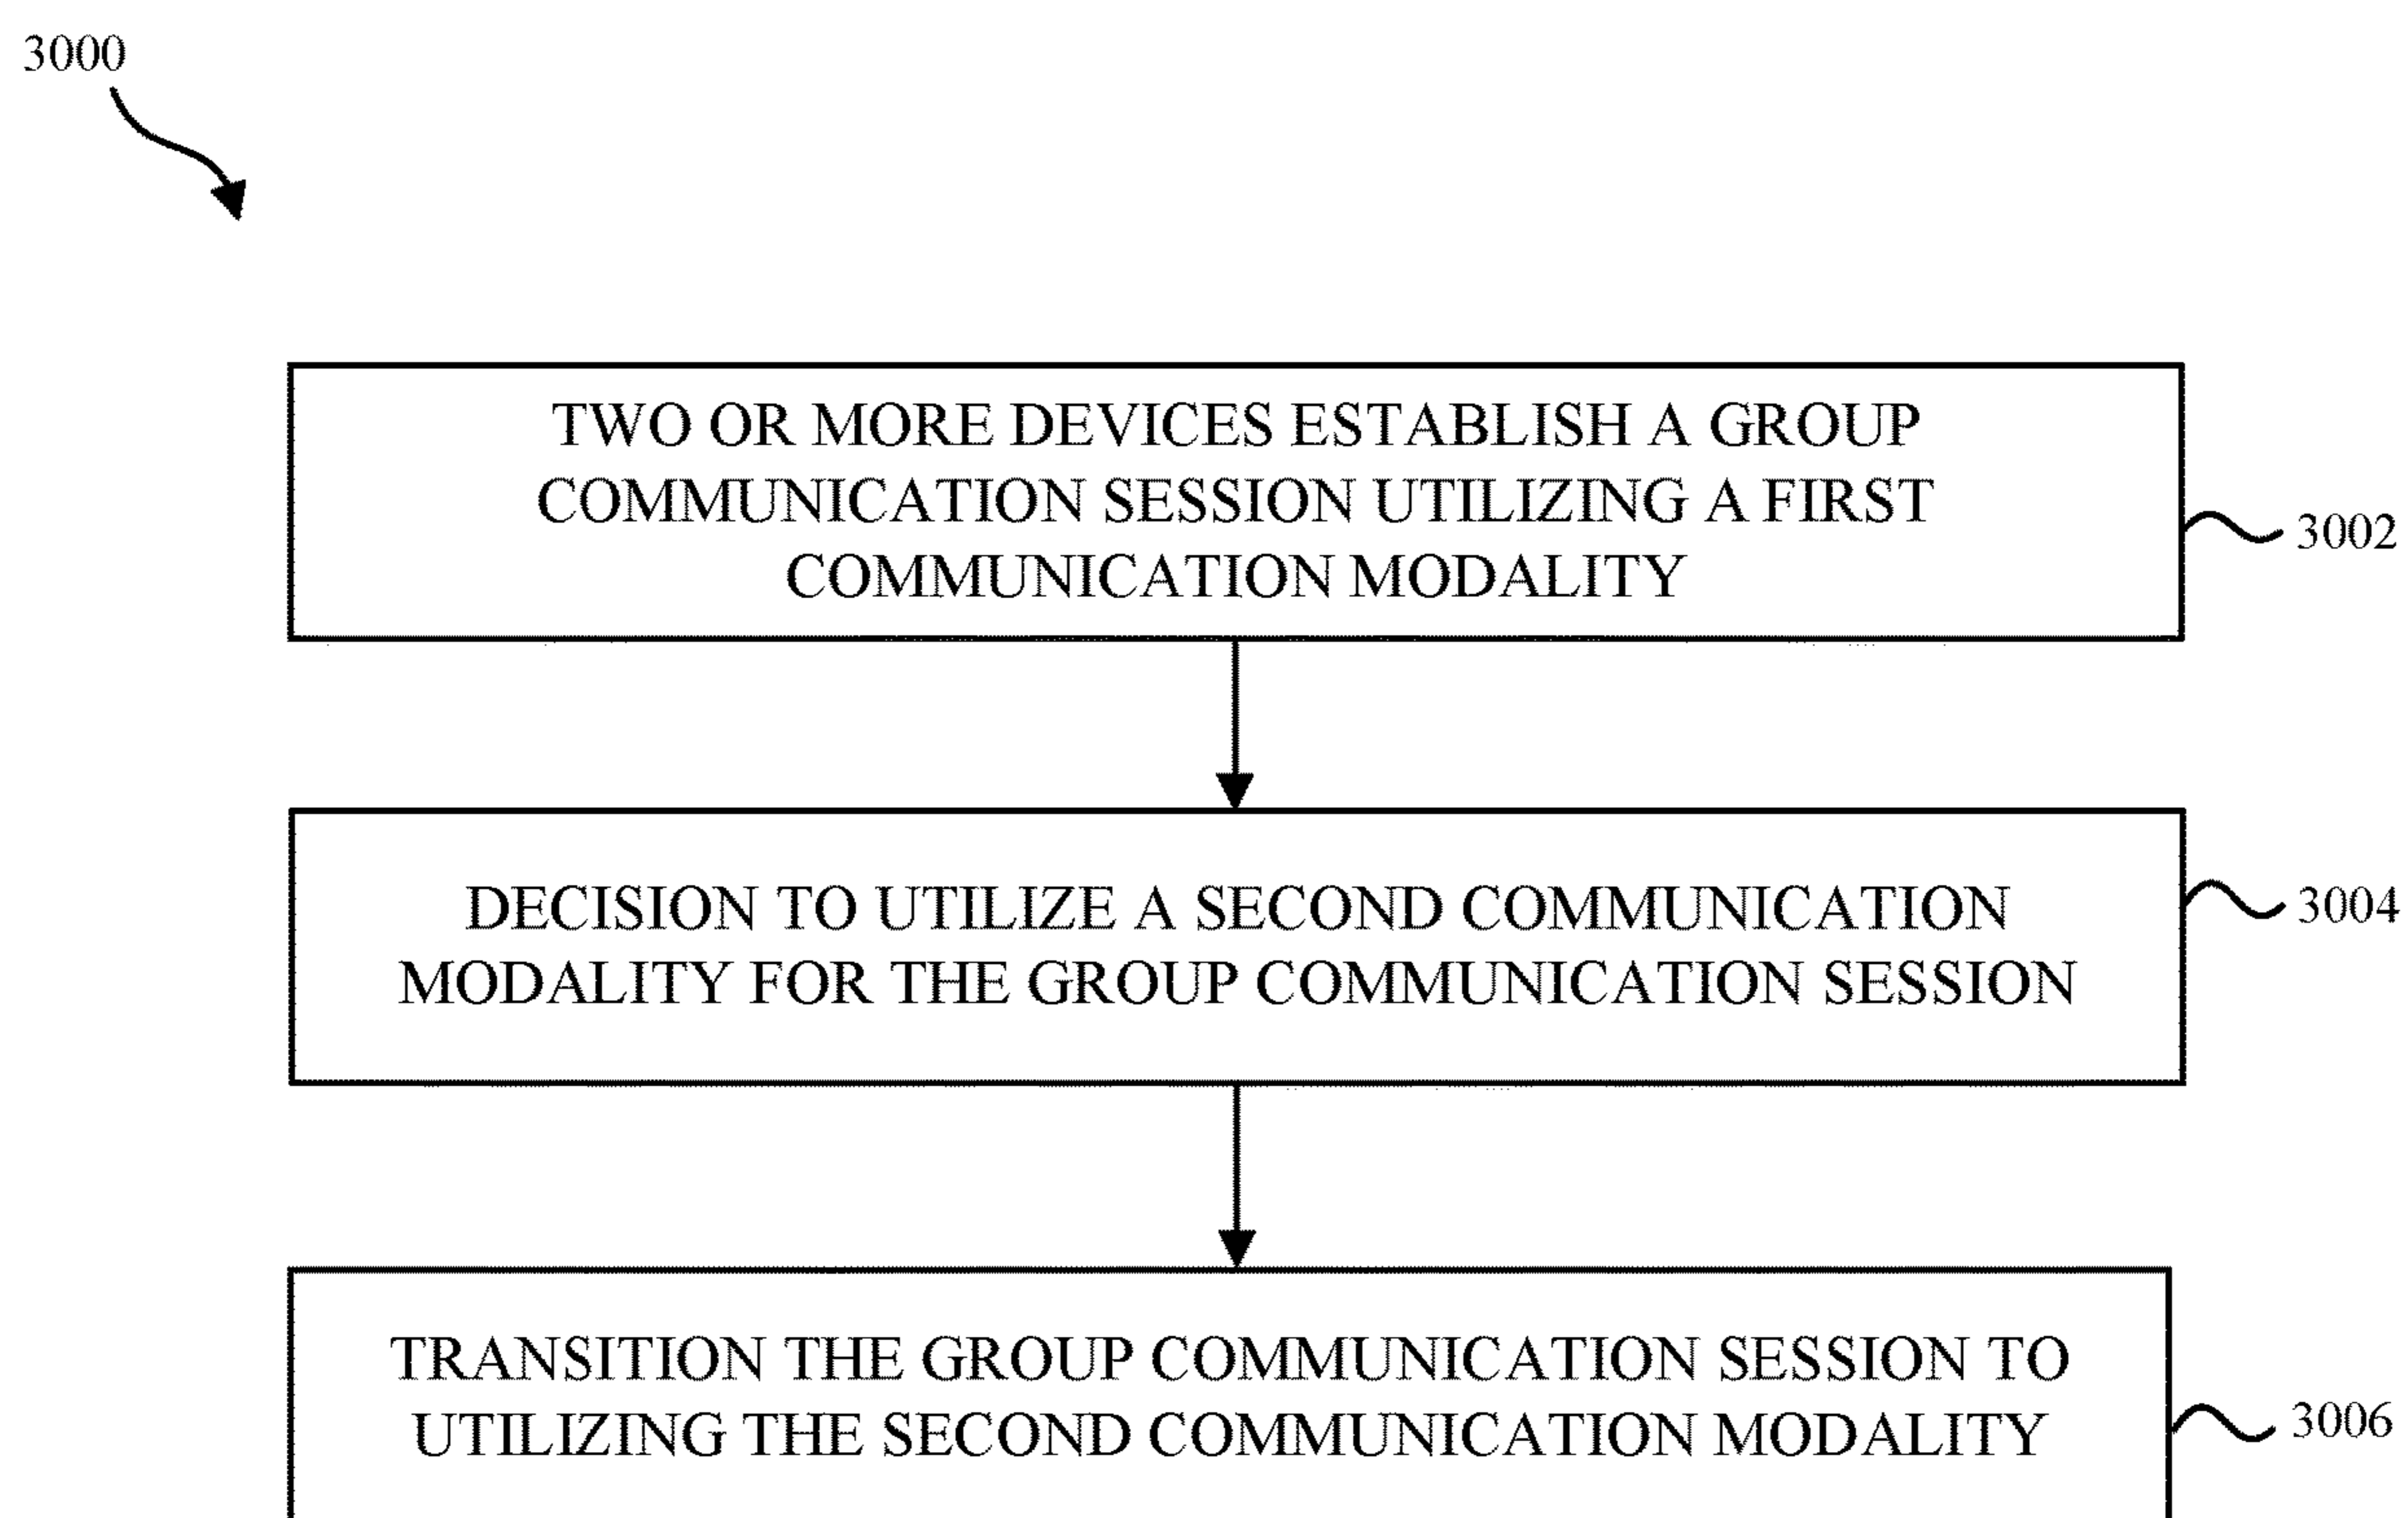 3000
TWO OR MORE DEVICES ESTABLISH A GROUP
COMMUNICATION SESSION UTILIZING A FIRST
COMMUNICATION MODALITY
3002
DECISION TO UTILIZE A SECOND COMMUNICATION
MODALITY FOR THE GROUP COMMUNICATION SESSION
3004
TRANSITION THE GROUP COMMUNICATION SESSION TO
UTILIZING THE SECOND COMMUNICATION MODALITY
3006